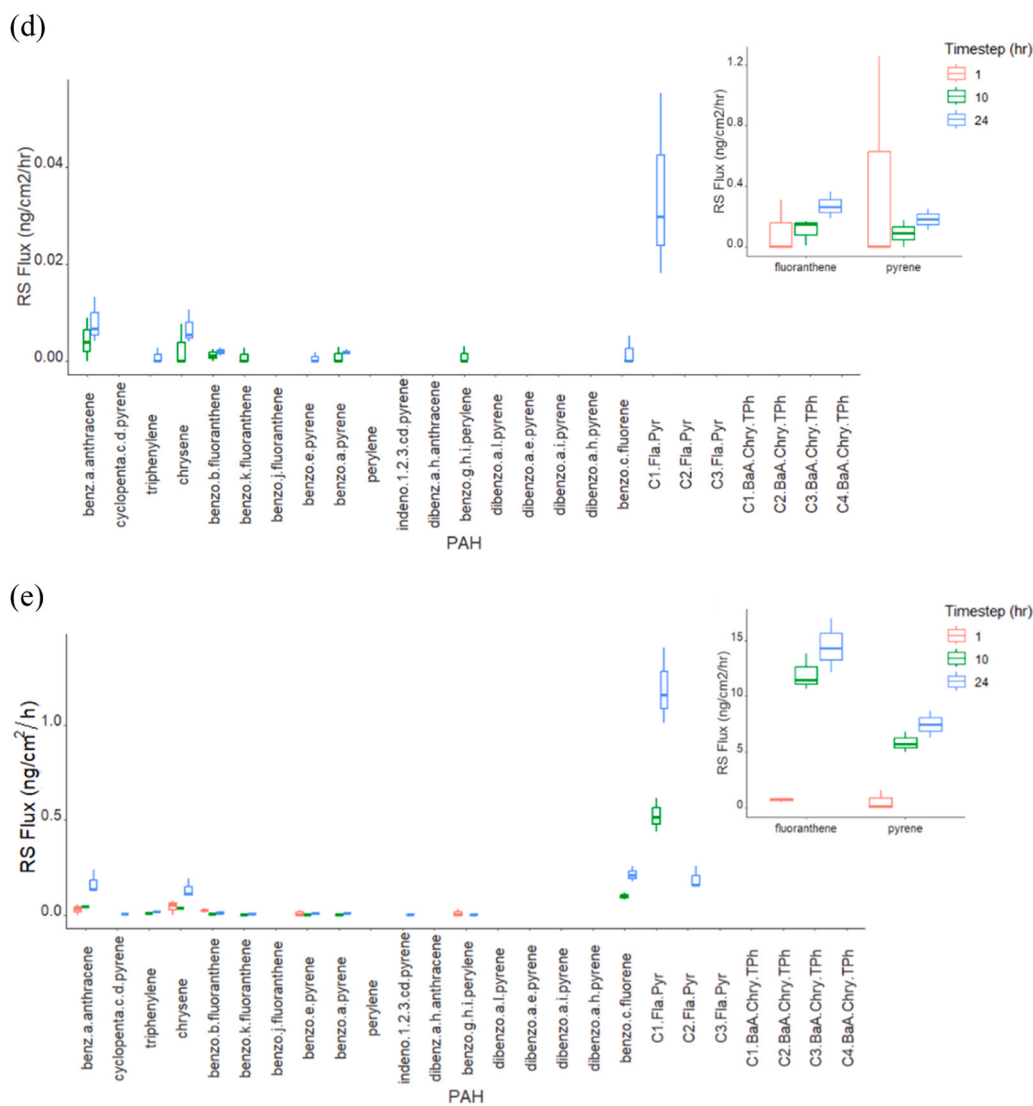 (d)
RS Flux (ng/cm2/hr)
0.04
0.02
0.00
benz.a.anthracene
cyclopenta.c.d.pyrene
triphenylene
chrysene
benzo.b.fluoranthene
benzo.k.fluoranthene
benzo.j.fluoranthene
benzo.e.pyrene
benzo.a.pyrene
perylene
indeno.1.2.3.cd.pyrene
dibenz.a.h.anthracene
benzo.g.h.i.perylene
dibenzo.a.l.pyrene
dibenzo.a.e.pyrene
dibenzo.a.i.pyrene
dibenzo.a.h.pyrene
benzo.c.fluorene
C1.Fla.Pyr
C2.Fla.Pyr
C3.Fla.Pyr
C1.BaA.Chry.TPh
C2.BaA.Chry.TPh
C3.BaA.Chry.TPh
C4.BaA.Chry.TPh
PAH
RS Flux (ng/cm2/hr)
1.2
0.8
0.4
0.0
fluoranthene
pyrene
Timestep (hr)
1
10
24
(e)
RS Flux (ng/cm²/h)
1.0
0.5
0.0
benz.a.anthracene
cyclopenta.c.d.pyrene
triphenylene
chrysene
benzo.b.fluoranthene
benzo.k.fluoranthene
benzo.j.fluoranthene
benzo.e.pyrene
benzo.a.pyrene
perylene
indeno.1.2.3.cd.pyrene
dibenz.a.h.anthracene
benzo.g.h.i.perylene
dibenzo.a.l.pyrene
dibenzo.a.e.pyrene
dibenzo.a.i.pyrene
dibenzo.a.h.pyrene
benzo.c.fluorene
C1.Fla.Pyr
C2.Fla.Pyr
C3.Fla.Pyr
C1.BaA.Chry.TPh
C2.BaA.Chry.TPh
C3.BaA.Chry.TPh
C4.BaA.Chry.TPh
PAH
RS Flux (ng/cm2/hr)
15
10
5
0
fluoranthene
pyrene
Timestep (hr)
1
10
24